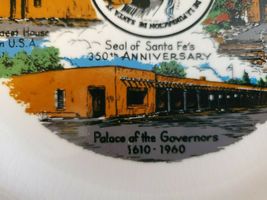 House
U.S.A.
Seal of Santa Fe's
350th ANNIVERSARY
Palace of the Governors
1610 - 1960